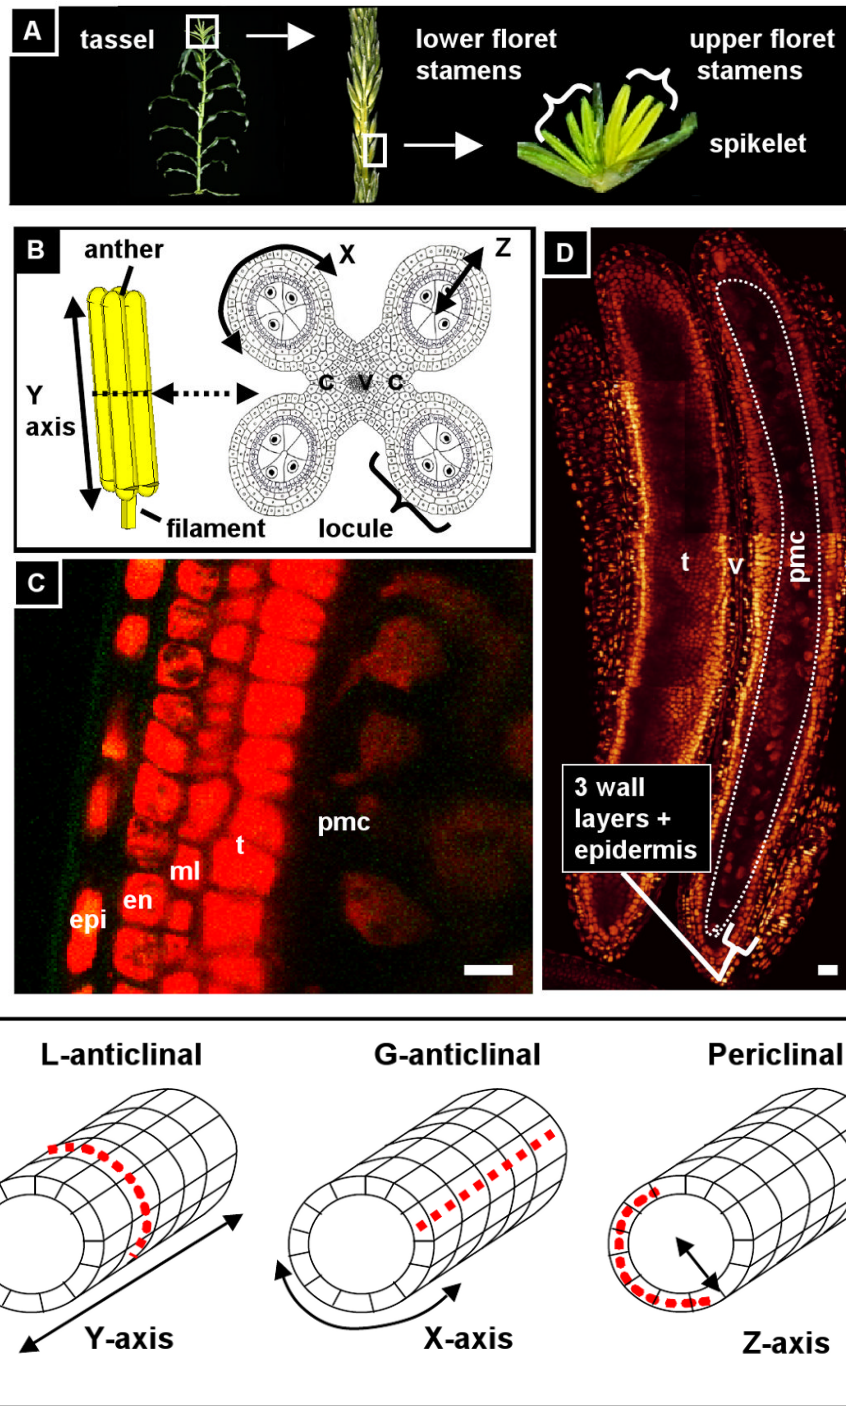 A
tassel
lower floret
stamens
upper floret
stamens
spikelet
B
anther
X
Z
Y
axis
C V C
filament
locule
C
epi
en
ml
t
pmc
D
t
v
pmc
3 wall
layers +
epidermis
L-anticlinal
G-anticlinal
Periclinal
Y-axis
X-axis
Z-axis